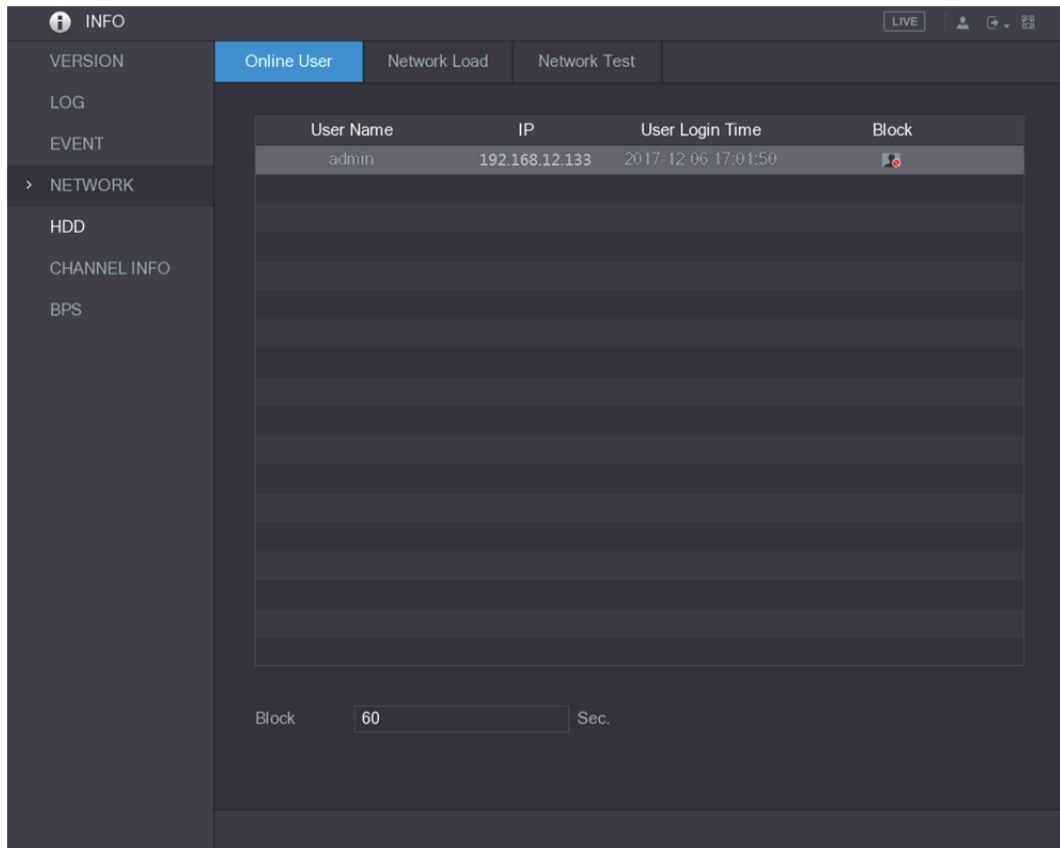 INFO LIVE
VERSION
LOG
EVENT
> NETWORK
HDD
CHANNEL INFO
BPS
Online User Network Load Network Test
User Name IP User Login Time Block
admin 192.168.12.133 2017-12-06 17:01:50
Block 60 Sec.